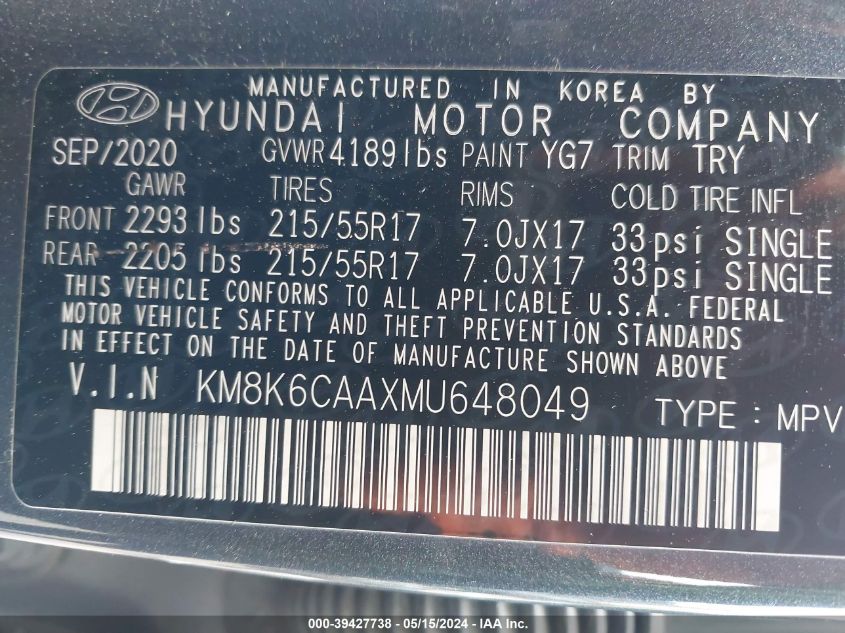 MANUFACTURED IN KOREA BY
HYUNDAI MOTOR COMPANY
SEP/2020 GVWR 4189 lbs PAINT YG7 TRIM TRY
GAWR TIRES RIMS COLD TIRE INFL
FRONT 2293 lbs 215/55R17 7.0JX17 33psi SINGLE
REAR 2205 lbs 215/55R17 7.0JX17 33psi SINGLE
THIS VEHICLE CONFORMS TO ALL APPLICABLE U.S.A. FEDERAL
MOTOR VEHICLE SAFETY AND THEFT PREVENTION STANDARDS
IN EFFECT ON THE DATE OF MANUFACTURE SHOWN ABOVE
V.I.N KM8K6CAAXMU648049 TYPE : MPV
000-39427738 - 05/15/2024 - IAA Inc.